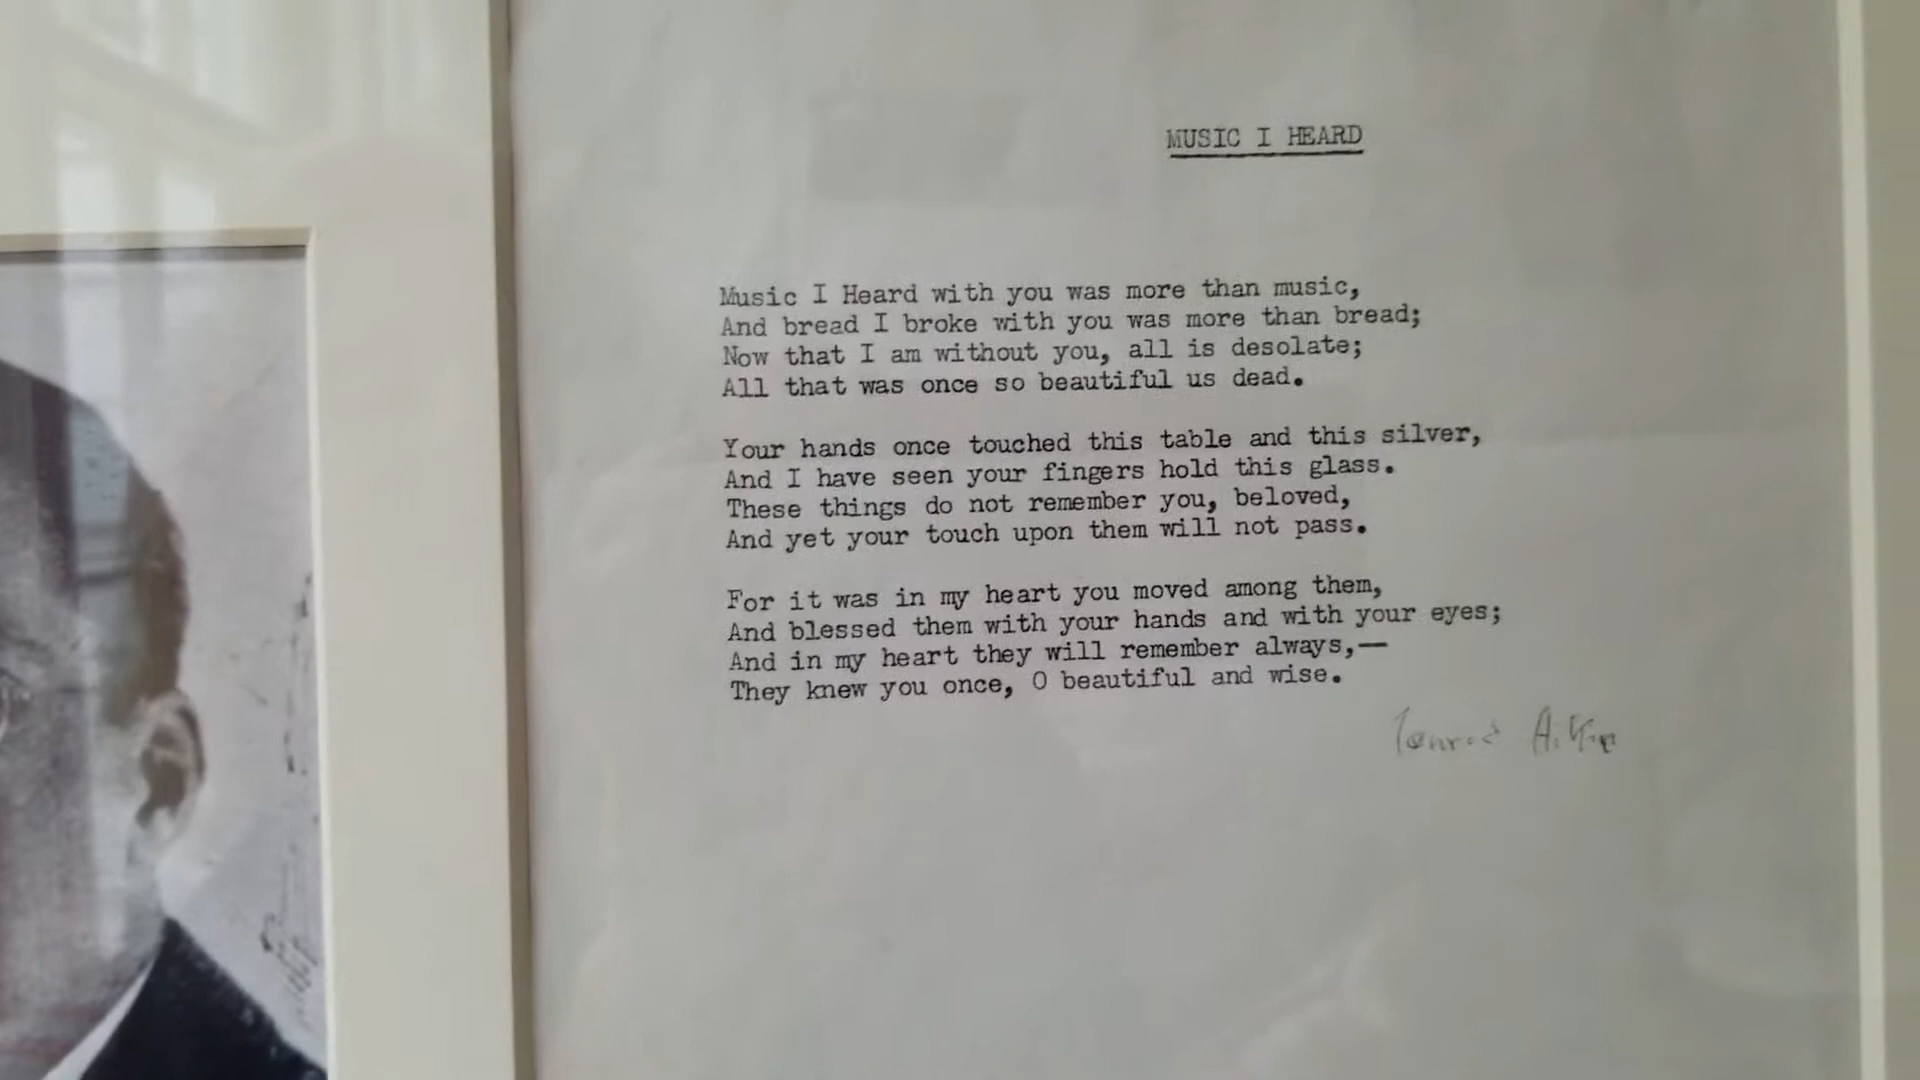 MUSIC I HEARD
Music I Heard with you was more than music,
And bread I broke with you was more than bread;
Now that I am without you, all is desolate;
All that was once so beautiful us dead.
Your hands once touched this table and this silver,
And I have seen your fingers hold this glass.
These things do not remember you, beloved,
And yet your touch upon them will not pass.
For it was in my heart you moved among them,
And blessed them with your hands and with your eyes;
And in my heart they will remember always,—
They knew you once, O beautiful and wise.
Conrad Aiken